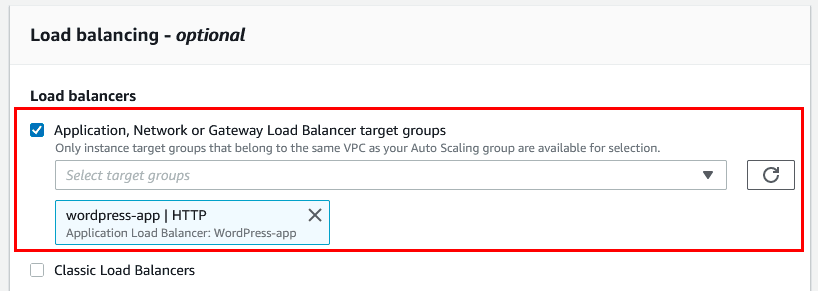 Load balancing - optional
Load balancers
Application, Network or Gateway Load Balancer target groups
Only instance target groups that belong to the same VPC as your Auto Scaling group are available for selection.
Select target groups
wordpress-app | HTTP
Application Load Balancer: WordPress-app
Classic Load Balancers